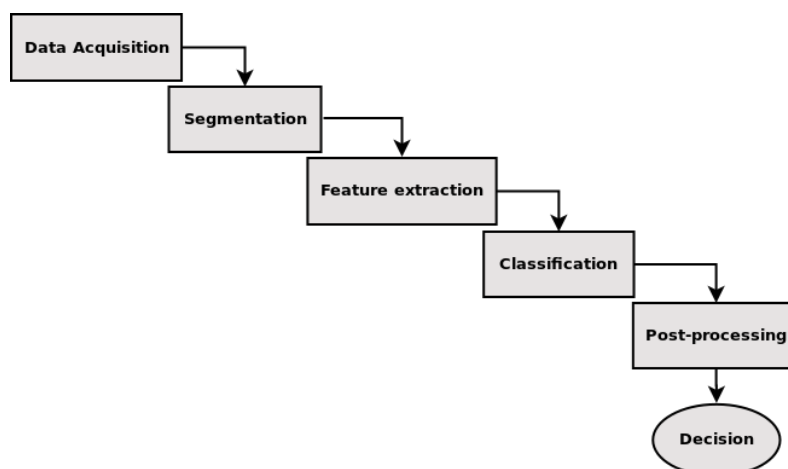 Data Acquisition
Segmentation
Feature extraction
Classification
Post-processing
Decision